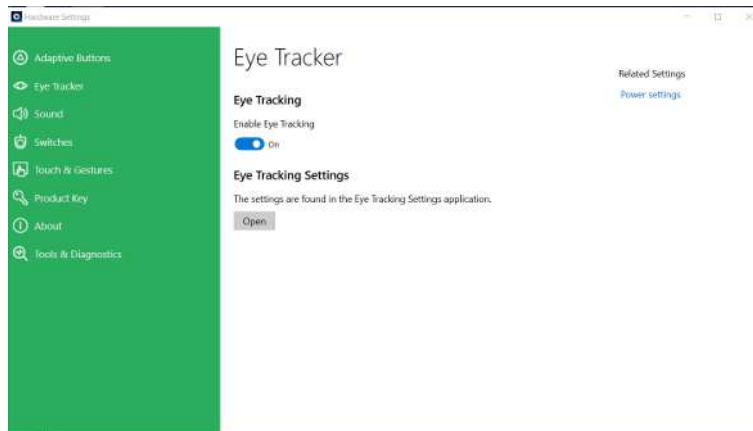 Hardware Settings
Adaptive Buttons
Eye Tracker
Sound
Switches
Touch & Gestures
Product Key
About
Tools & Diagnostics
Eye Tracker
Eye Tracking
Enable Eye Tracking
On
Eye Tracking Settings
The settings are found in the Eye Tracking Settings application.
Open
Related Settings
Power settings